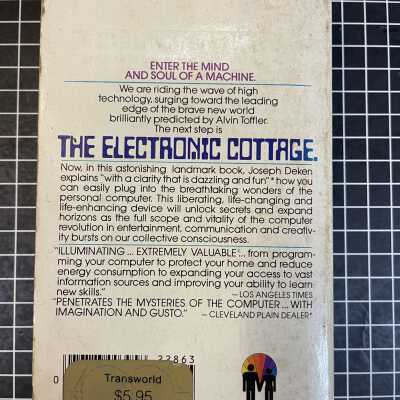 ENTER THE MIND
AND SOUL OF A MACHINE.
We are riding the wave of high
technology, surging toward the leading
edge of the brave new world
brilliantly predicted by Alvin Toffler.
The next step is
THE ELECTRONIC COTTAGE.
Now, in this astonishing landmark book, Joseph Deken
explains "with a clarity that is dazzling and fun"* how you
can easily plug into the breathtaking wonders of the
personal computer. This liberating, life-changing and
life-enhancing device will unlock secrets and expand
horizons as the full scope and vitality of the computer
revolution in entertainment, communication and creativ-
ity bursts on our collective consciousness.
"ILLUMINATING ... EXTREMELY VALUABLE ... from program-
ming your computer to protect your home and reduce
energy consumption to expanding your access to vast
information sources and improving your ability to learn
new skills." — LOS ANGELES TIMES
"PENETRATES THE MYSTERIES OF THE COMPUTER ... WITH
IMAGINATION AND GUSTO." — CLEVELAND PLAIN DEALER*
22863
0
Transworld
$5.95